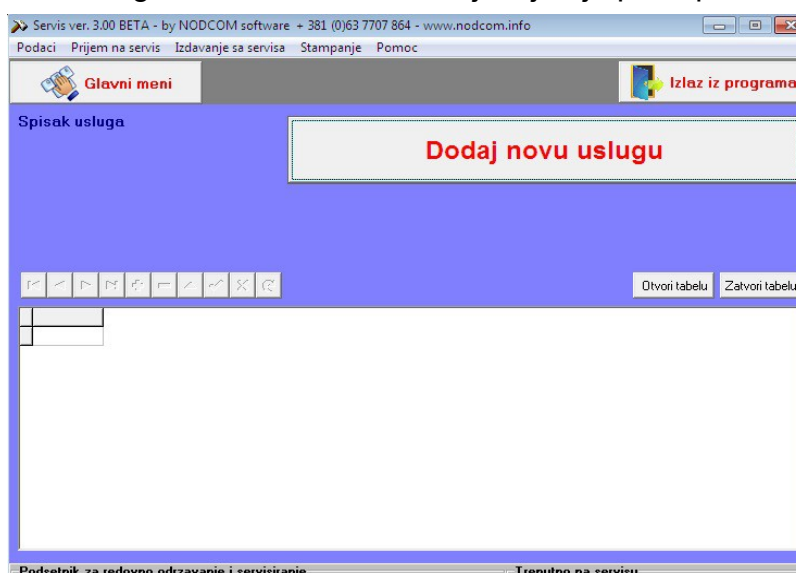 Servis ver. 3.00 BETA - by NODCOM software + 381 (0)63 7707 864 - www.nodcom.info
Podaci Prijem na servis Izdavanje sa servisa Stampanje Pomoc
Glavni meni
Izlaz iz programa
Spisak usluga
Dodaj novu uslugu
Otvori tabelu
Zatvori tabelu
Podsetnik za redovno odrzavanje i servisiranje
Trenutno na servisu